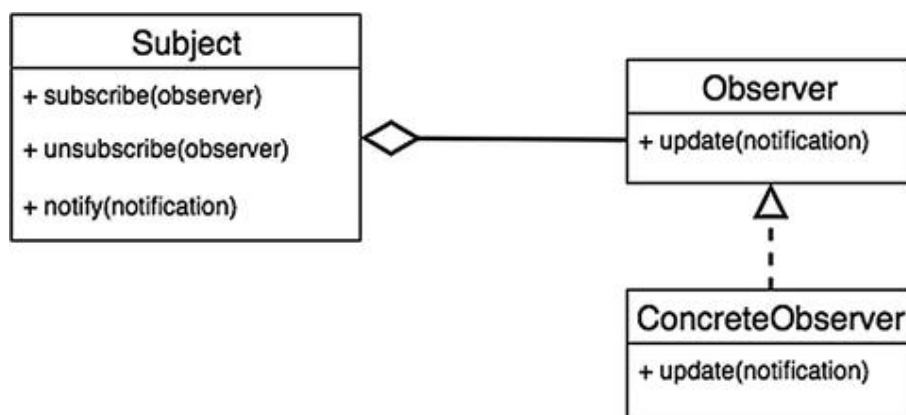 Subject
+ subscribe(observer)
+ unsubscribe(observer)
+ notify(notification)
Observer
+ update(notification)
ConcreteObserver
+ update(notification)